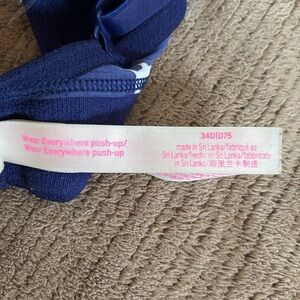 Wear Everywhere push-up/
Wear Everywhere push-up
34D|D75
made in Sri Lanka/fabriqué au
Sri Lanka/hecho en Sri Lanka/fabbricato
in Sri Lanka/斯里兰卡制造